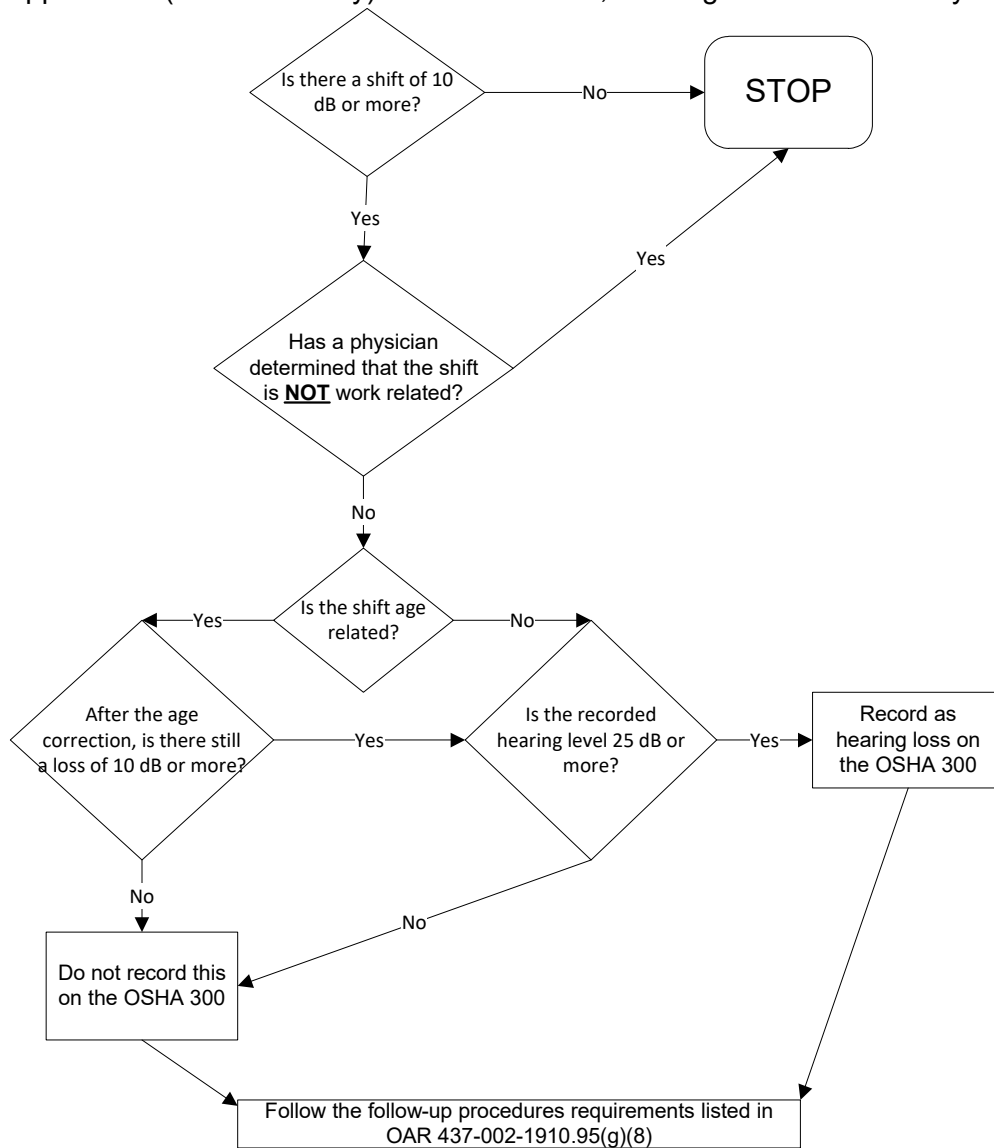 Is there a shift of 10
dB or more?
No
STOP
Yes
Yes
Has a physician
determined that the shift
is NOT work related?
No
Is the shift age
related?
Yes
No
After the age
correction, is there still
a loss of 10 dB or more?
Yes
Is the recorded
hearing level 25 dB or
more?
Yes
Record as
hearing loss on
the OSHA 300
No
No
Do not record this
on the OSHA 300
Follow the follow-up procedures requirements listed in
OAR 437-002-1910.95(g)(8)